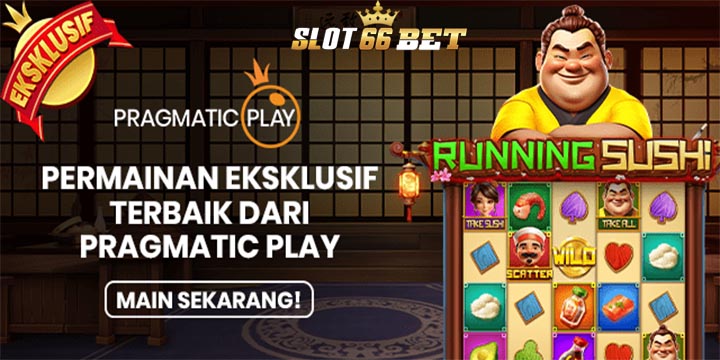 EKSKLUSIF
SLOT66BET
PRAGMATIC PLAY
PERMAINAN EKSKLUSIF
TERBAIK DARI
PRAGMATIC PLAY
MAIN SEKARANG!
RUNNING SUSHI
TAKE SUSHI
TAKE ALL
SCATTER
WILD